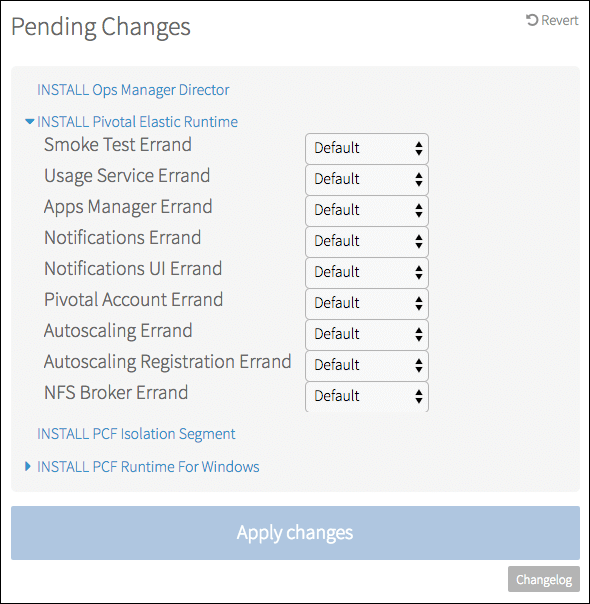 Pending Changes
Revert
INSTALL Ops Manager Director
INSTALL Pivotal Elastic Runtime
Smoke Test Errand Default
Usage Service Errand Default
Apps Manager Errand Default
Notifications Errand Default
Notifications UI Errand Default
Pivotal Account Errand Default
Autoscaling Errand Default
Autoscaling Registration Errand Default
NFS Broker Errand Default
INSTALL PCF Isolation Segment
INSTALL PCF Runtime For Windows
Apply changes
Changelog